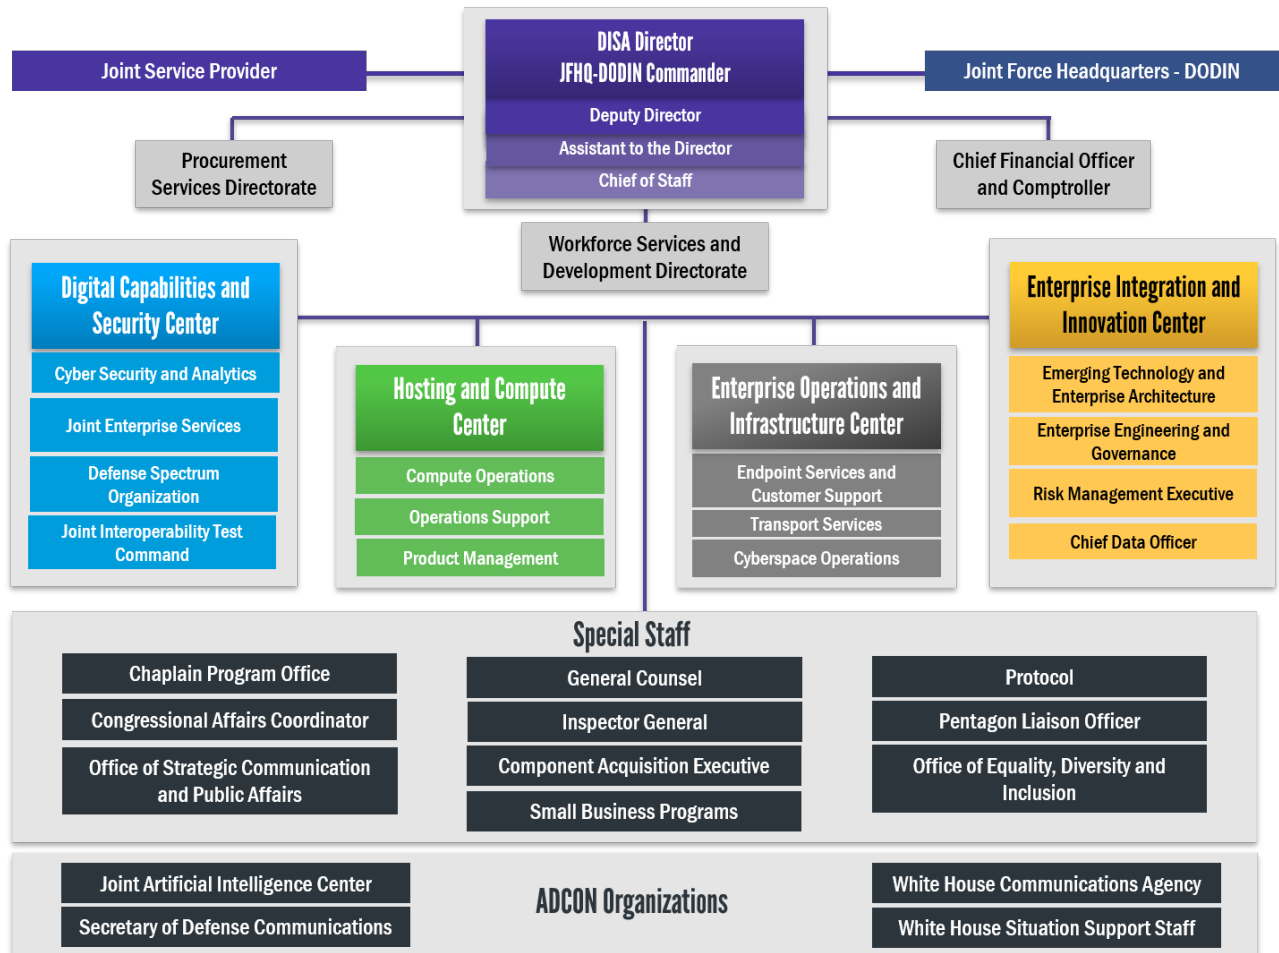 DISA Director
JFHQ-DODIN Commander
Deputy Director
Assistant to the Director
Chief of Staff
Joint Service Provider
Joint Force Headquarters - DODIN
Procurement
Services Directorate
Chief Financial Officer
and Comptroller
Workforce Services and
Development Directorate
Digital Capabilities and
Security Center
Cyber Security and Analytics
Joint Enterprise Services
Defense Spectrum
Organization
Joint Interoperability Test
Command
Hosting and Compute
Center
Compute Operations
Operations Support
Product Management
Enterprise Operations and
Infrastructure Center
Endpoint Services and
Customer Support
Transport Services
Cyberspace Operations
Enterprise Integration and
Innovation Center
Emerging Technology and
Enterprise Architecture
Enterprise Engineering and
Governance
Risk Management Executive
Chief Data Officer
Special Staff
Chaplain Program Office
Congressional Affairs Coordinator
Office of Strategic Communication
and Public Affairs
General Counsel
Inspector General
Component Acquisition Executive
Small Business Programs
Protocol
Pentagon Liaison Officer
Office of Equality, Diversity and
Inclusion
ADCON Organizations
Joint Artificial Intelligence Center
Secretary of Defense Communications
White House Communications Agency
White House Situation Support Staff